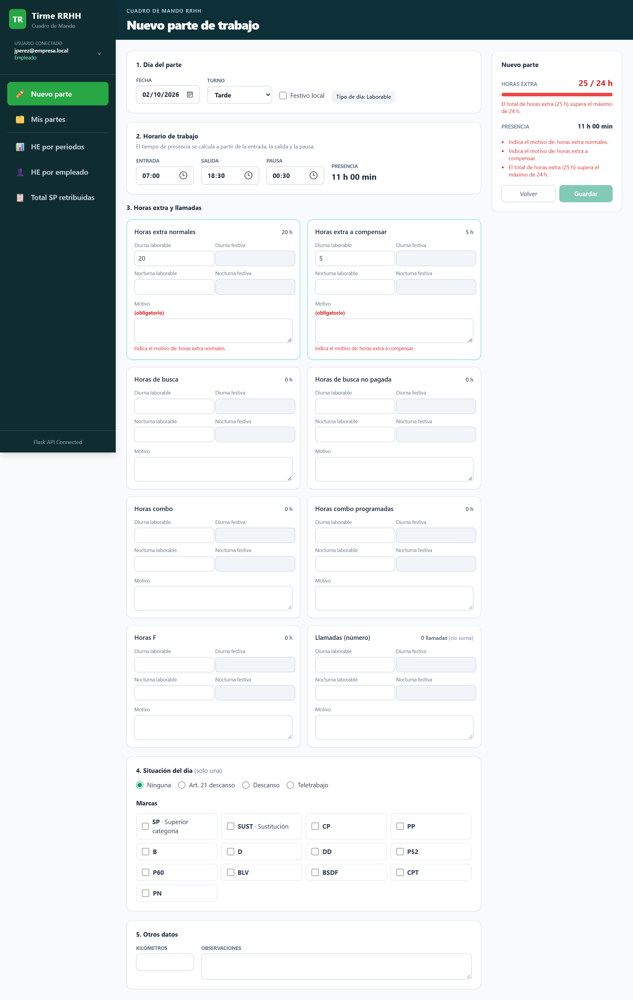 TR
Tirme RRHH
Cuadro de Mando
USUARIO CONECTADO
jperez@empresa.local
Empleado
v
Nuevo parte
Mis partes
HE por periodos
HE por empleado
Total SP retribuidas
Flask API Connected
CUADRO DE MANDO RRHH
Nuevo parte de trabajo
1. Día del parte
FECHA
TURNO
02/10/2026
Tarde
Festivo local
Tipo de día: Laborable
2. Horario de trabajo
El tiempo de presencia se calcula a partir de la entrada, la salida y la pausa.
ENTRADA
SALIDA
PAUSA
PRESENCIA
07:00
18:30
00:30
11 h 00 min
3. Horas extra y llamadas
Horas extra normales
20 h
Diurna laborable
Diurna festiva
20
Nocturna laborable
Nocturna festiva
Motivo
(obligatorio)
Indica el motivo de: horas extra normales.
Horas extra a compensar
5 h
Diurna laborable
Diurna festiva
5
Nocturna laborable
Nocturna festiva
Motivo
(obligatorio)
Indica el motivo de: horas extra a compensar.
Horas de busca
0 h
Diurna laborable
Diurna festiva
Nocturna laborable
Nocturna festiva
Motivo
Horas de busca no pagada
0 h
Diurna laborable
Diurna festiva
Nocturna laborable
Nocturna festiva
Motivo
Horas combo
0 h
Diurna laborable
Diurna festiva
Nocturna laborable
Nocturna festiva
Motivo
Horas combo programadas
0 h
Diurna laborable
Diurna festiva
Nocturna laborable
Nocturna festiva
Motivo
Horas F
0 h
Diurna laborable
Diurna festiva
Nocturna laborable
Nocturna festiva
Motivo
Llamadas (número)
0 llamadas (no suma)
Diurna laborable
Diurna festiva
Nocturna laborable
Nocturna festiva
Motivo
4. Situación del día (solo una)
Ninguna
Art. 21 descanso
Descanso
Teletrabajo
Marcas
SP · Superior
categoría
SUST · Sustitución
CP
PP
B
D
DD
P52
P60
BLV
BSDF
CPT
PN
5. Otros datos
KILÓMETROS
OBSERVACIONES
Nuevo parte
HORAS EXTRA
25 / 24 h
El total de horas extra (25 h) supera el máximo
de 24 h.
PRESENCIA
11 h 00 min
• Indica el motivo de: horas extra normales.
• Indica el motivo de: horas extra a
compensar.
• El total de horas extra (25 h) supera el
máximo de 24 h.
Volver
Guardar